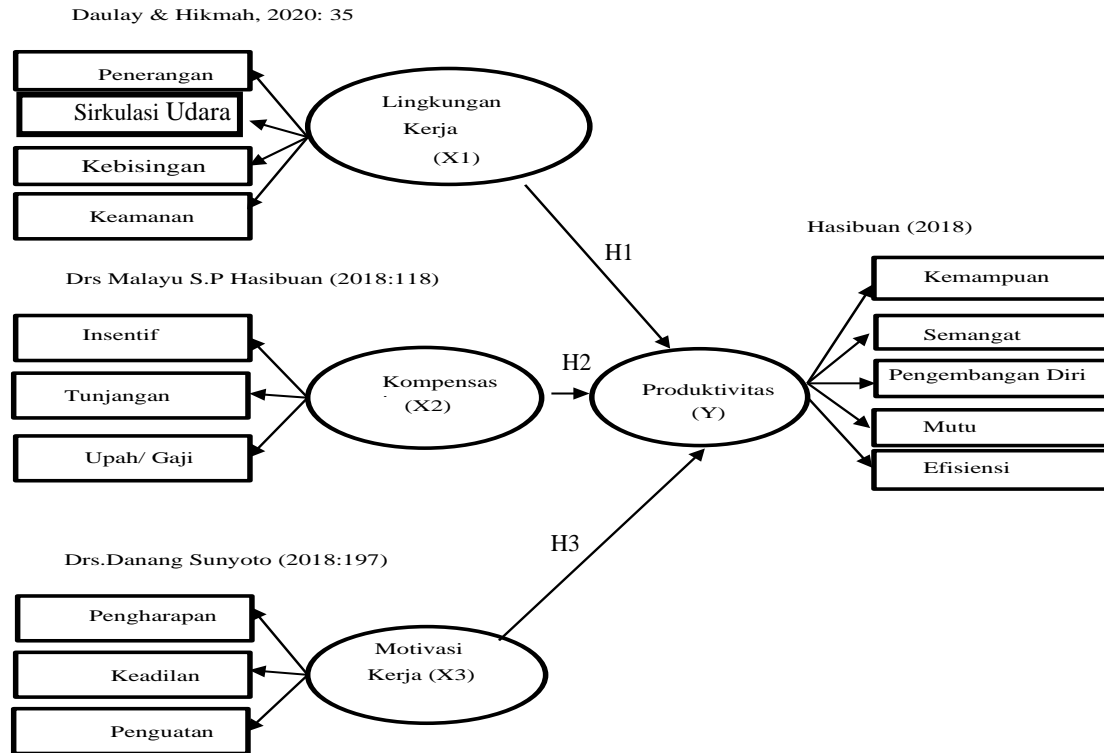 Daulay & Hikmah, 2020: 35
Penerangan
Sirkulasi Udara
Kebisingan
Keamanan
Lingkungan
Kerja
(X1)
H1
Drs Malayu S.P Hasibuan (2018:118)
Insentif
Tunjangan
Upah/ Gaji
Kompensas
(X2)
H2
Drs.Danang Sunyoto (2018:197)
Pengharapan
Keadilan
Penguatan
Motivasi
Kerja (X3)
H3
Produktivitas
(Y)
Hasibuan (2018)
Kemampuan
Semangat
Pengembangan Diri
Mutu
Efisiensi